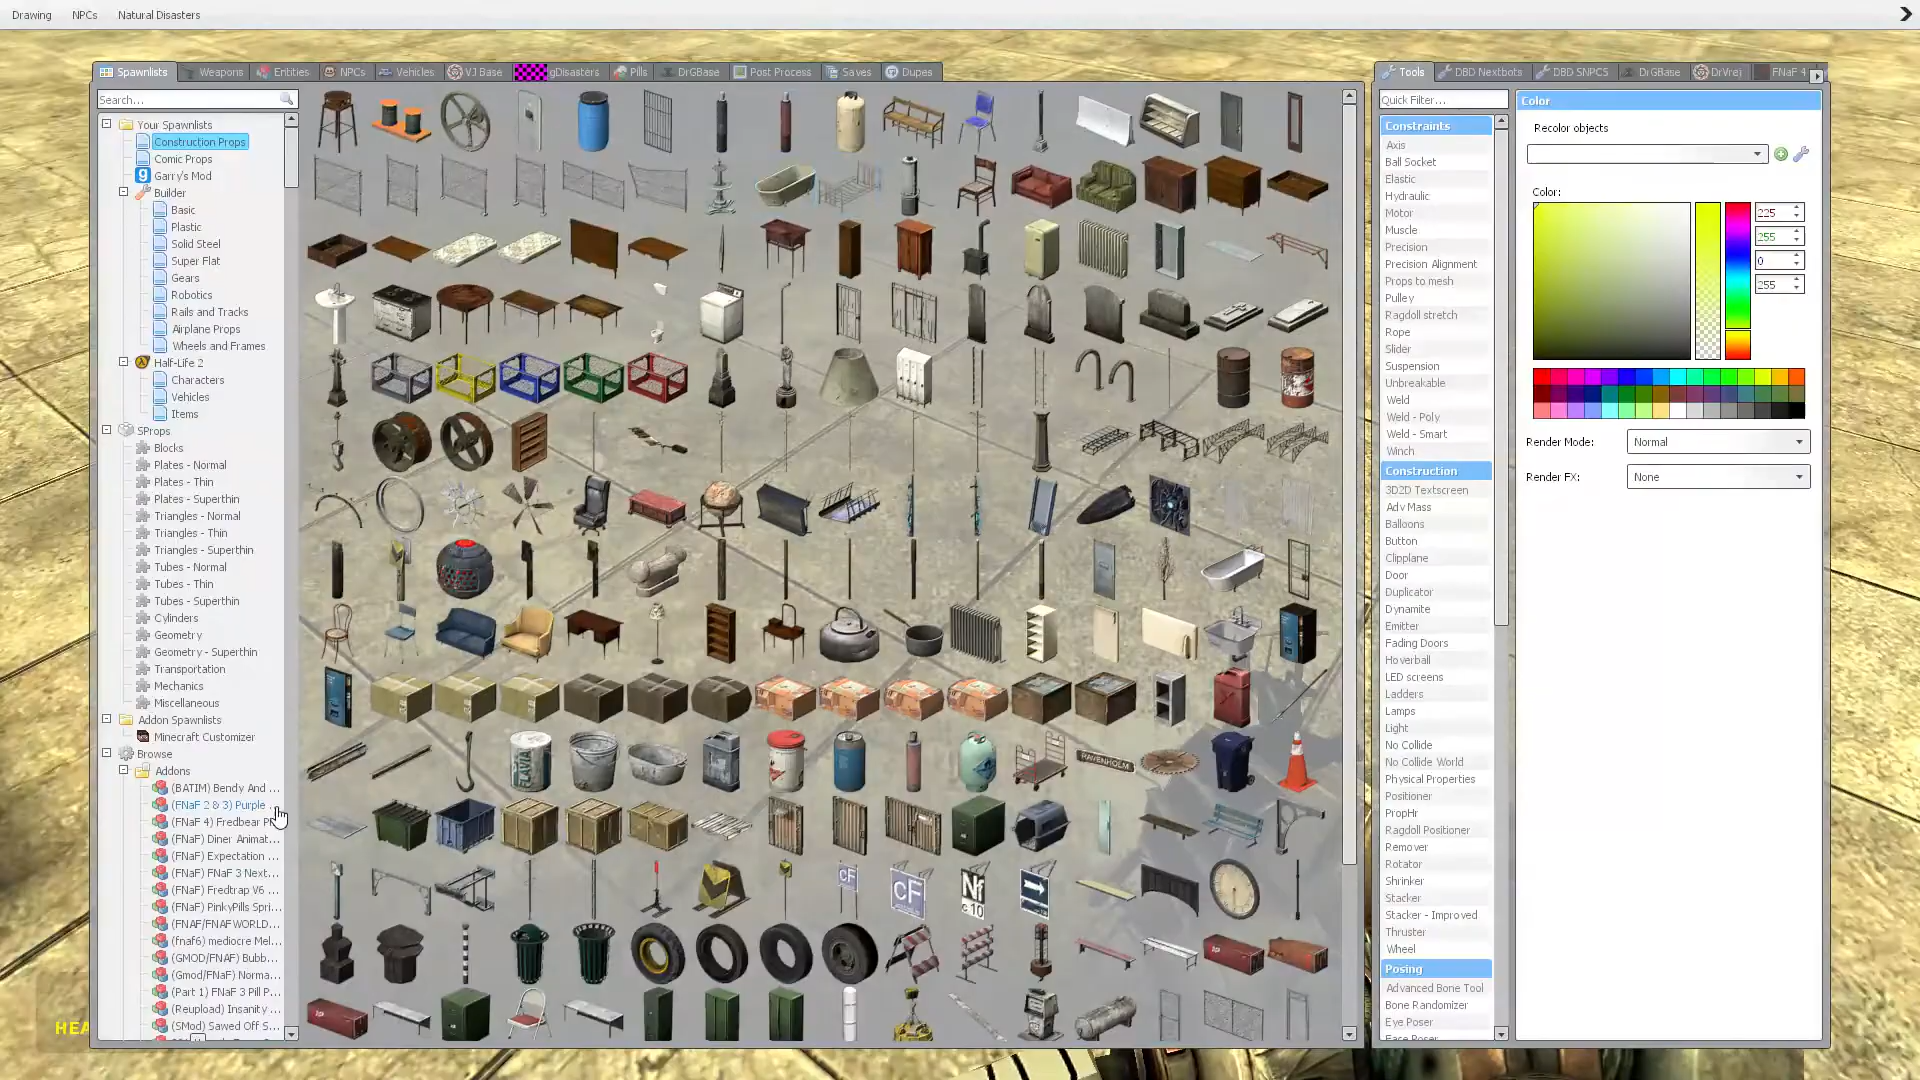 Drawing NPCs Natural Disasters
Spawnlists Weapons Entities NPCs Vehicles VJ Base gDisasters Pills DrGBase Post Process Saves Dupes
Search...
Your Spawnlists
Construction Props
Comic Props
Garry's Mod
Builder
Basic
Plastic
Solid Steel
Super Flat
Gears
Robotics
Rails and Tracks
Airplane Props
Wheels and Frames
Half-Life 2
Characters
Vehicles
Items
SProps
Blocks
Plates - Normal
Plates - Thin
Plates - Superthin
Triangles - Normal
Triangles - Thin
Triangles - Superthin
Tubes - Normal
Tubes - Thin
Tubes - Superthin
Cylinders
Geometry
Geometry - Superthin
Transportation
Mechanics
Miscellaneous
Addon Spawnlists
Minecraft Customizer
Browse
Addons
(BATIM) Bendy And ...
(FNaF 2 & 3) Purple ...
(FNaF 4) Fredbear P
(FNaF) Diner Animat...
(FNaF) Expectation ...
(FNaF) FNaF 3 Next...
(FNaF) Fredtrap V6 ...
(FNaF) PinkyPills Spri...
(FNAF/FNAFWORLD...
(fnaf6) mediocre Mel...
(GMOD/FNAF) Bubb...
(Gmod/FNaF) Norma...
(Part 1) FNaF 3 Pill P...
(Reupload) Insanity ...
(SMod) Sawed Off S...
HEA
RAVENHOLM
cF
cF
Nf
c 10
Tools DBD Nextbots DBD SNPCS DrGBase DrVrej FNaF 4
Quick Filter...
Constraints
Axis
Ball Socket
Elastic
Hydraulic
Motor
Muscle
Precision
Precision Alignment
Props to mesh
Pulley
Ragdoll stretch
Rope
Slider
Suspension
Unbreakable
Weld
Weld - Poly
Weld - Smart
Winch
Construction
3D2D Textscreen
Adv Mass
Balloons
Button
Clipplane
Door
Duplicator
Dynamite
Emitter
Fading Doors
Hoverball
LED screens
Ladders
Lamps
Light
No Collide
No Collide World
Physical Properties
Positioner
PropHr
Ragdoll Positioner
Remover
Rotator
Shrinker
Stacker
Stacker - Improved
Thruster
Wheel
Posing
Advanced Bone Tool
Bone Randomizer
Eye Poser
Face Poser
Color
Recolor objects
Color:
225
255
0
255
Render Mode: Normal
Render FX: None